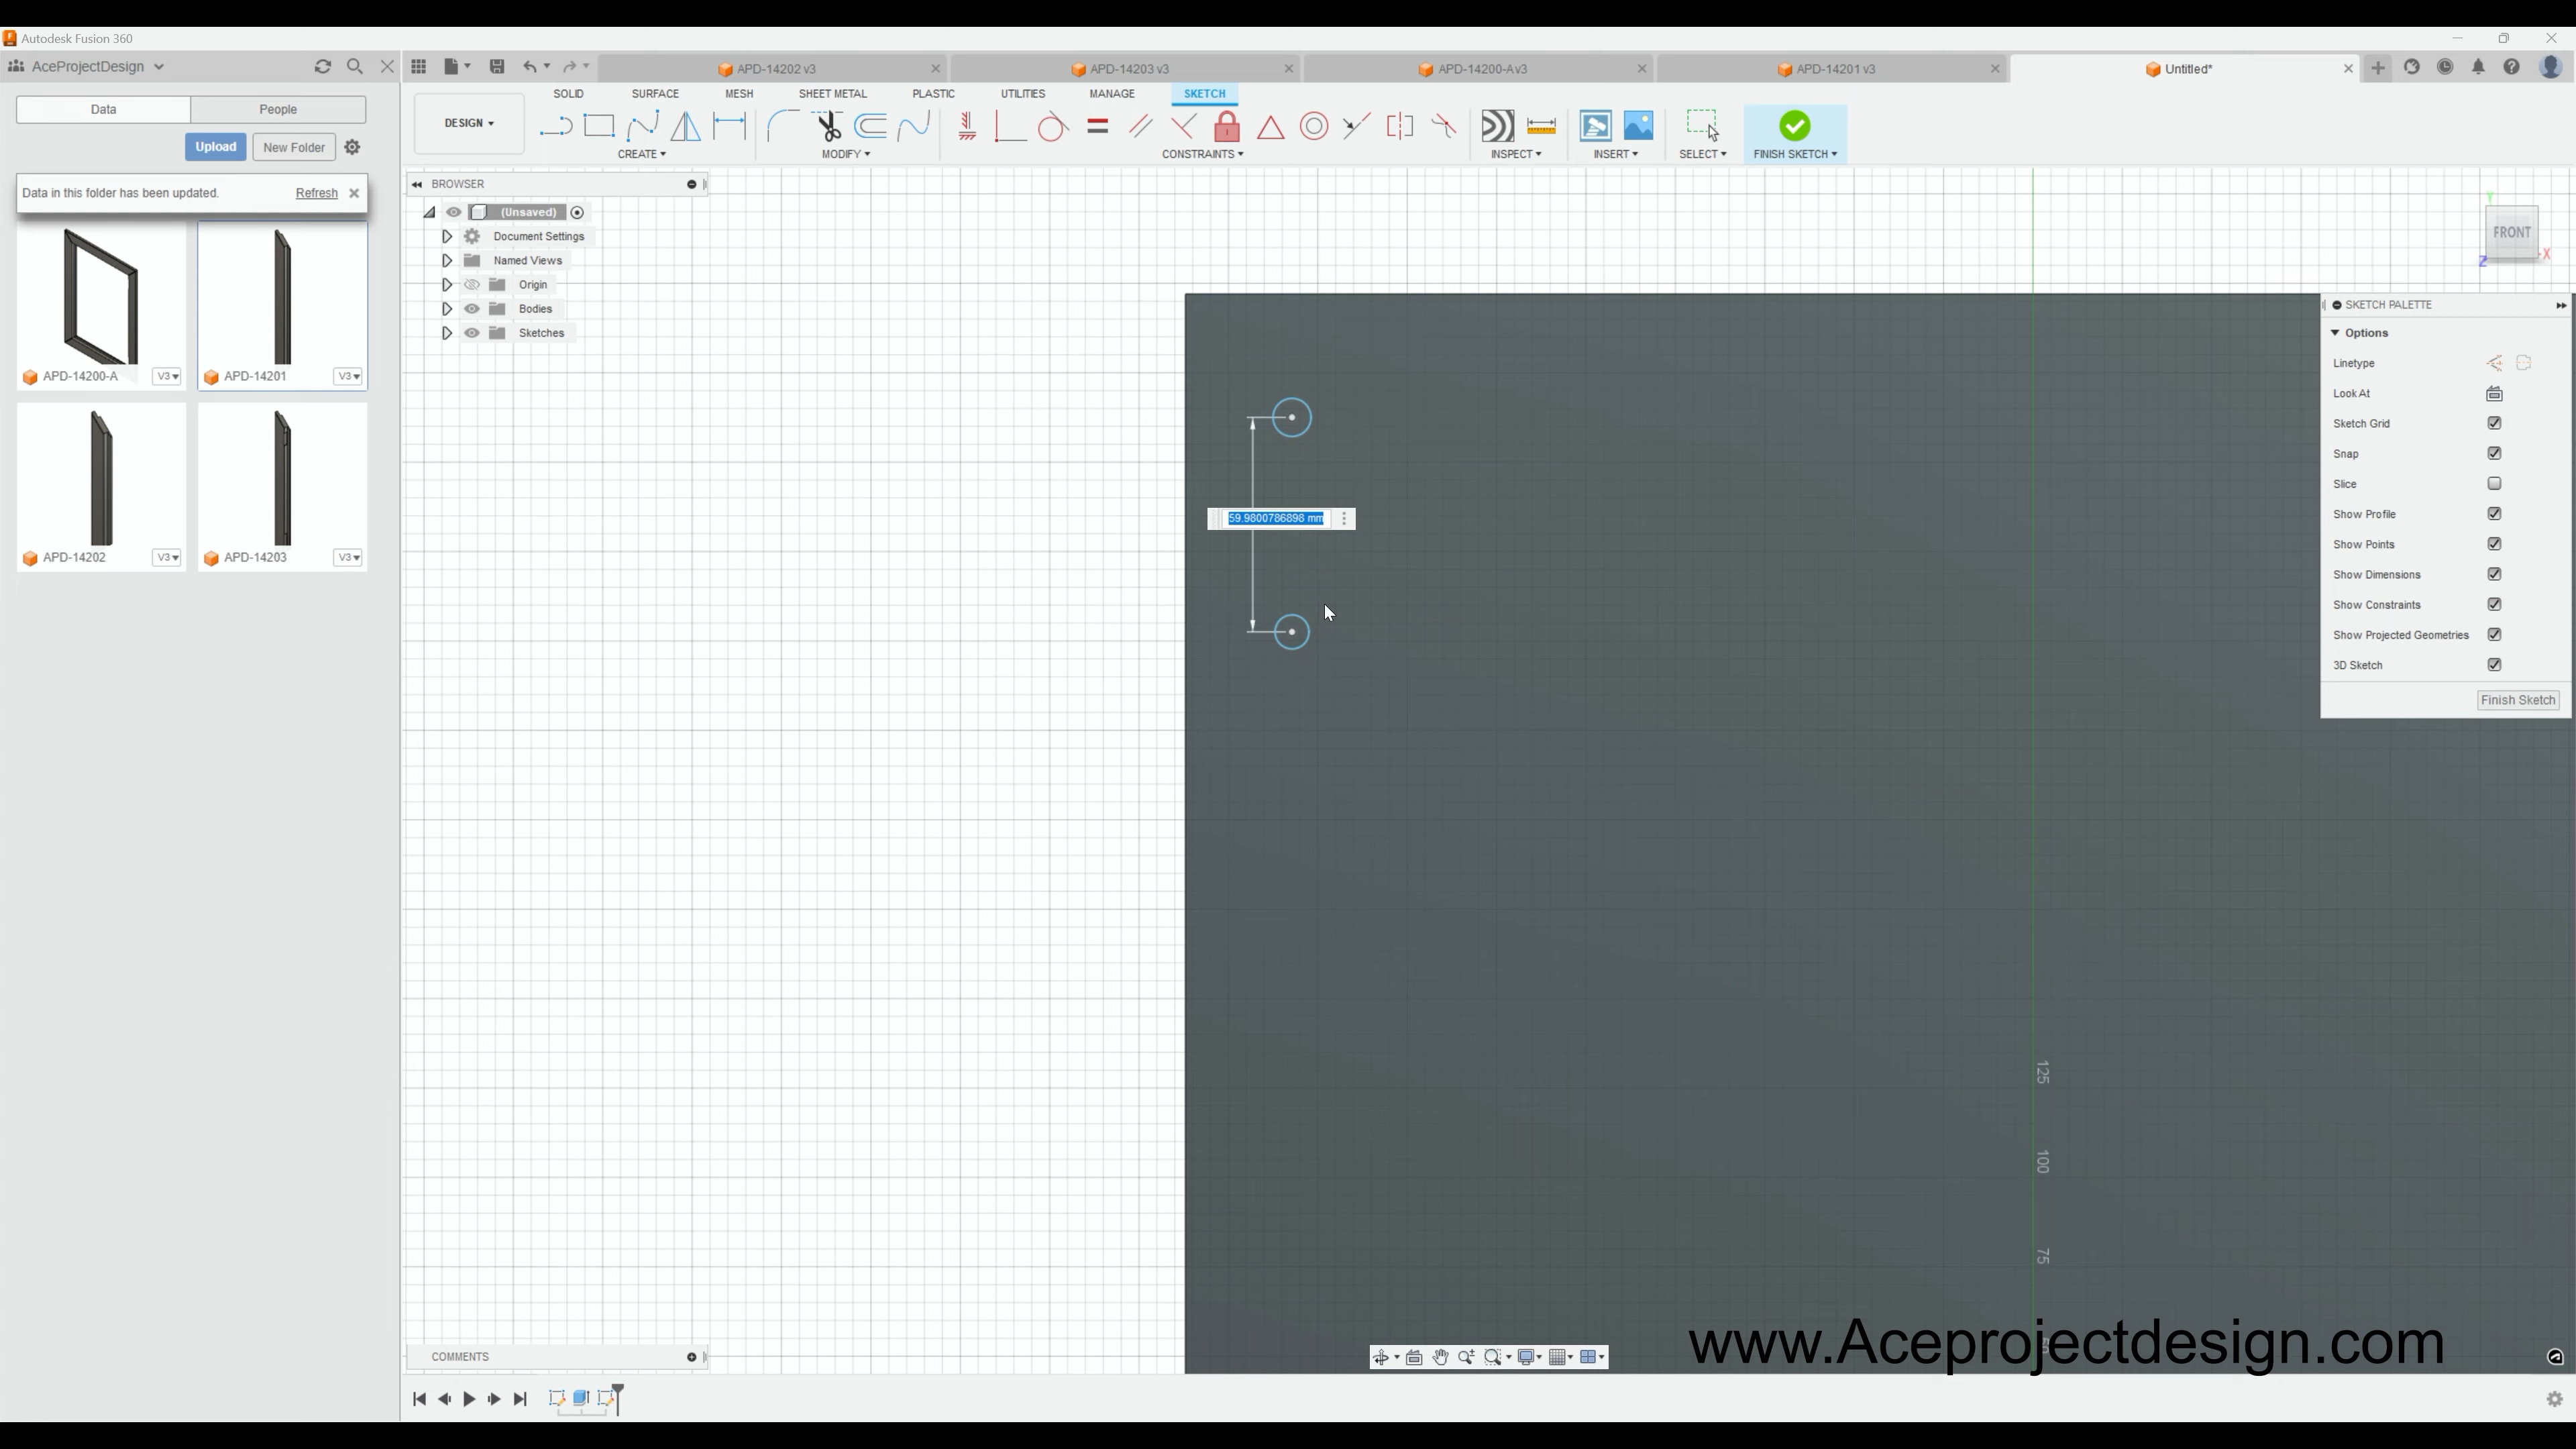 Autodesk Fusion 360
AceProjectDesign
APD-14202 v3
APD-14203 v3
APD-14200-A v3
APD-14201 v3
Untitled*
Data
People
SOLID
SURFACE
MESH
SHEET METAL
PLASTIC
UTILITIES
MANAGE
SKETCH
DESIGN
Upload
New Folder
CREATE
MODIFY
CONSTRAINTS
INSPECT
INSERT
SELECT
FINISH SKETCH
Data in this folder has been updated.
Refresh
BROWSER
(Unsaved)
Document Settings
Named Views
Origin
Bodies
Sketches
APD-14200-A
V3
APD-14201
V3
APD-14202
V3
APD-14203
V3
Y
FRONT
X
Z
59.9800786898 mm
SKETCH PALETTE
Options
Linetype
Look At
Sketch Grid
Snap
Slice
Show Profile
Show Points
Show Dimensions
Show Constraints
Show Projected Geometries
3D Sketch
Finish Sketch
125
100
75
www.Aceprojectdesign.com
COMMENTS